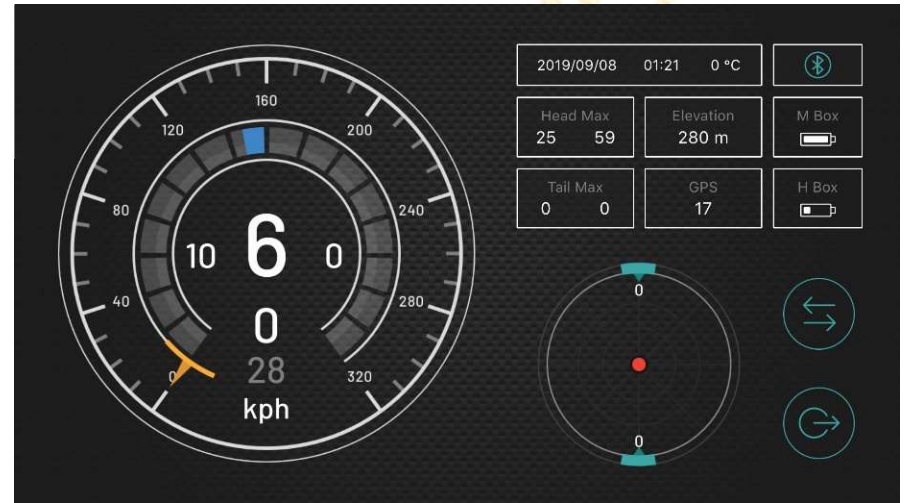 160
120
200
80
240
40
280
0
320
10
6
0
0
28
kph
2019/09/08 01:21 0 °C
Head Max
25 59
Elevation
280 m
M Box
Tail Max
0 0
GPS
17
H Box
0
0